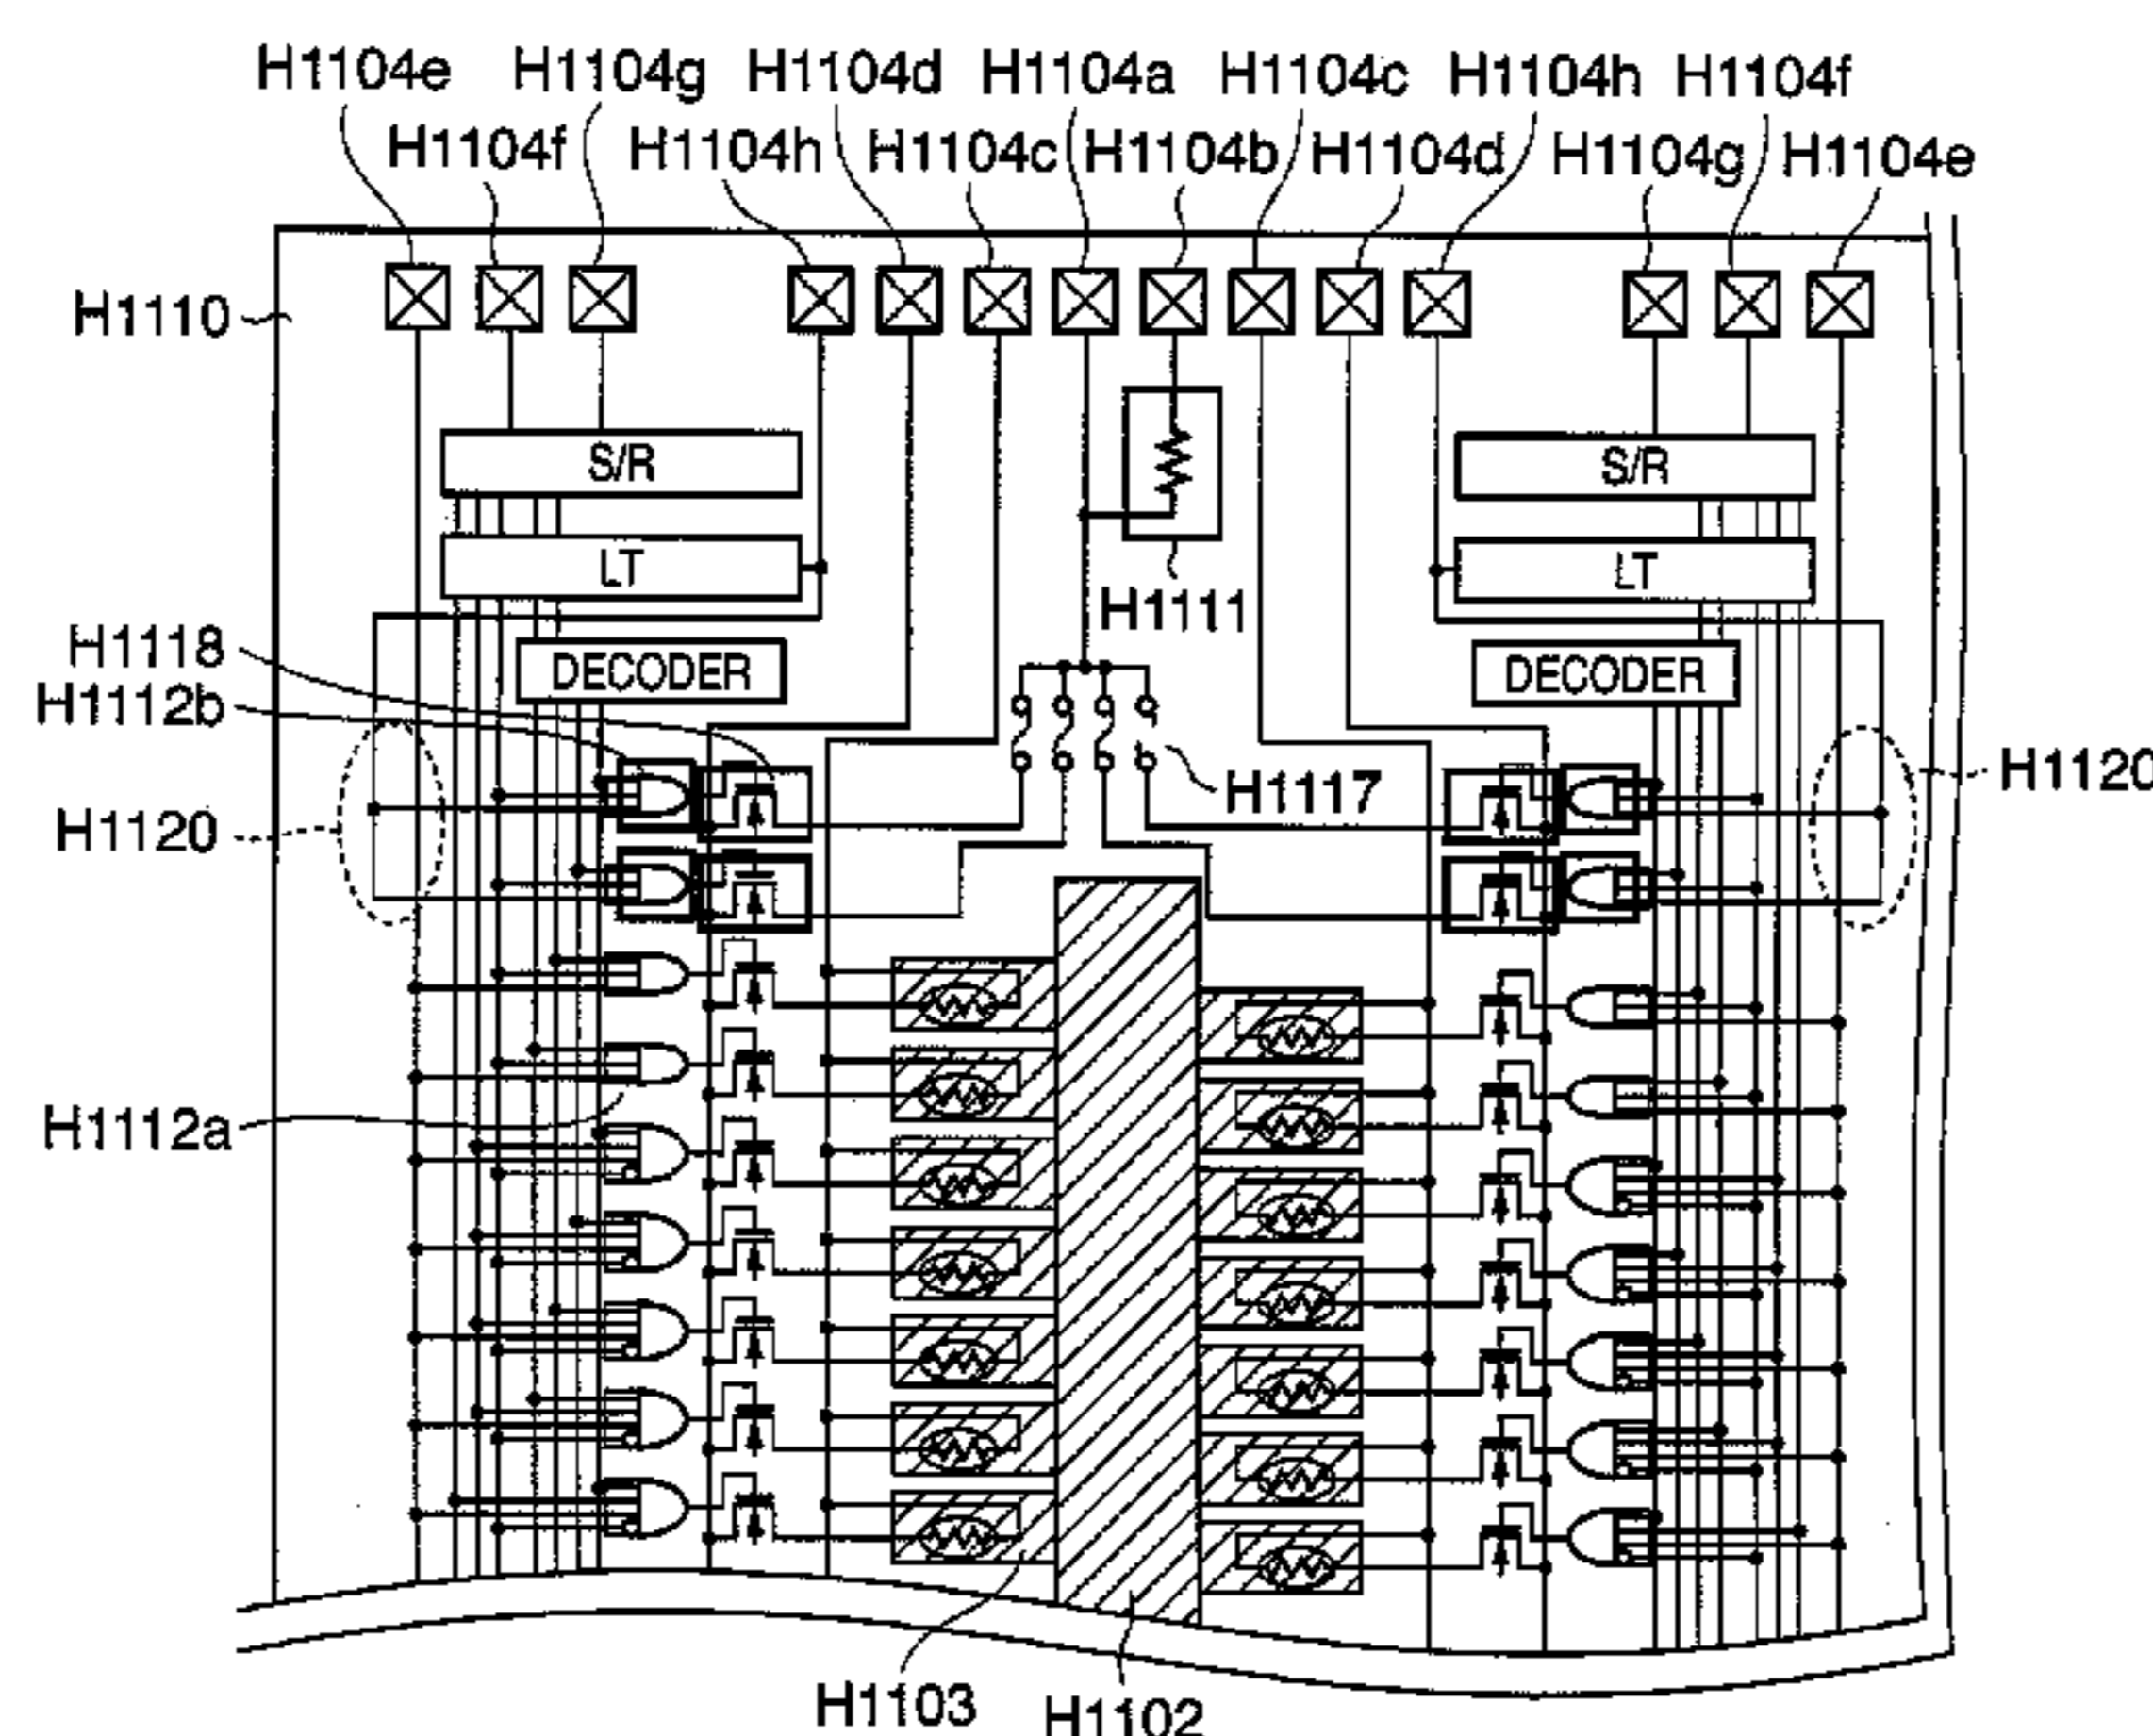 H1104e H1104g H1104d H1104a H1104c H1104h H1104f
H1104f H1104h H1104c H1104b H1104d H1104g H1104e
H1110
S/R S/R
LT LT
H1111
H1118
DECODER DECODER
H1112b
H1117
H1120
H1120
H1112a
H1103
H1102